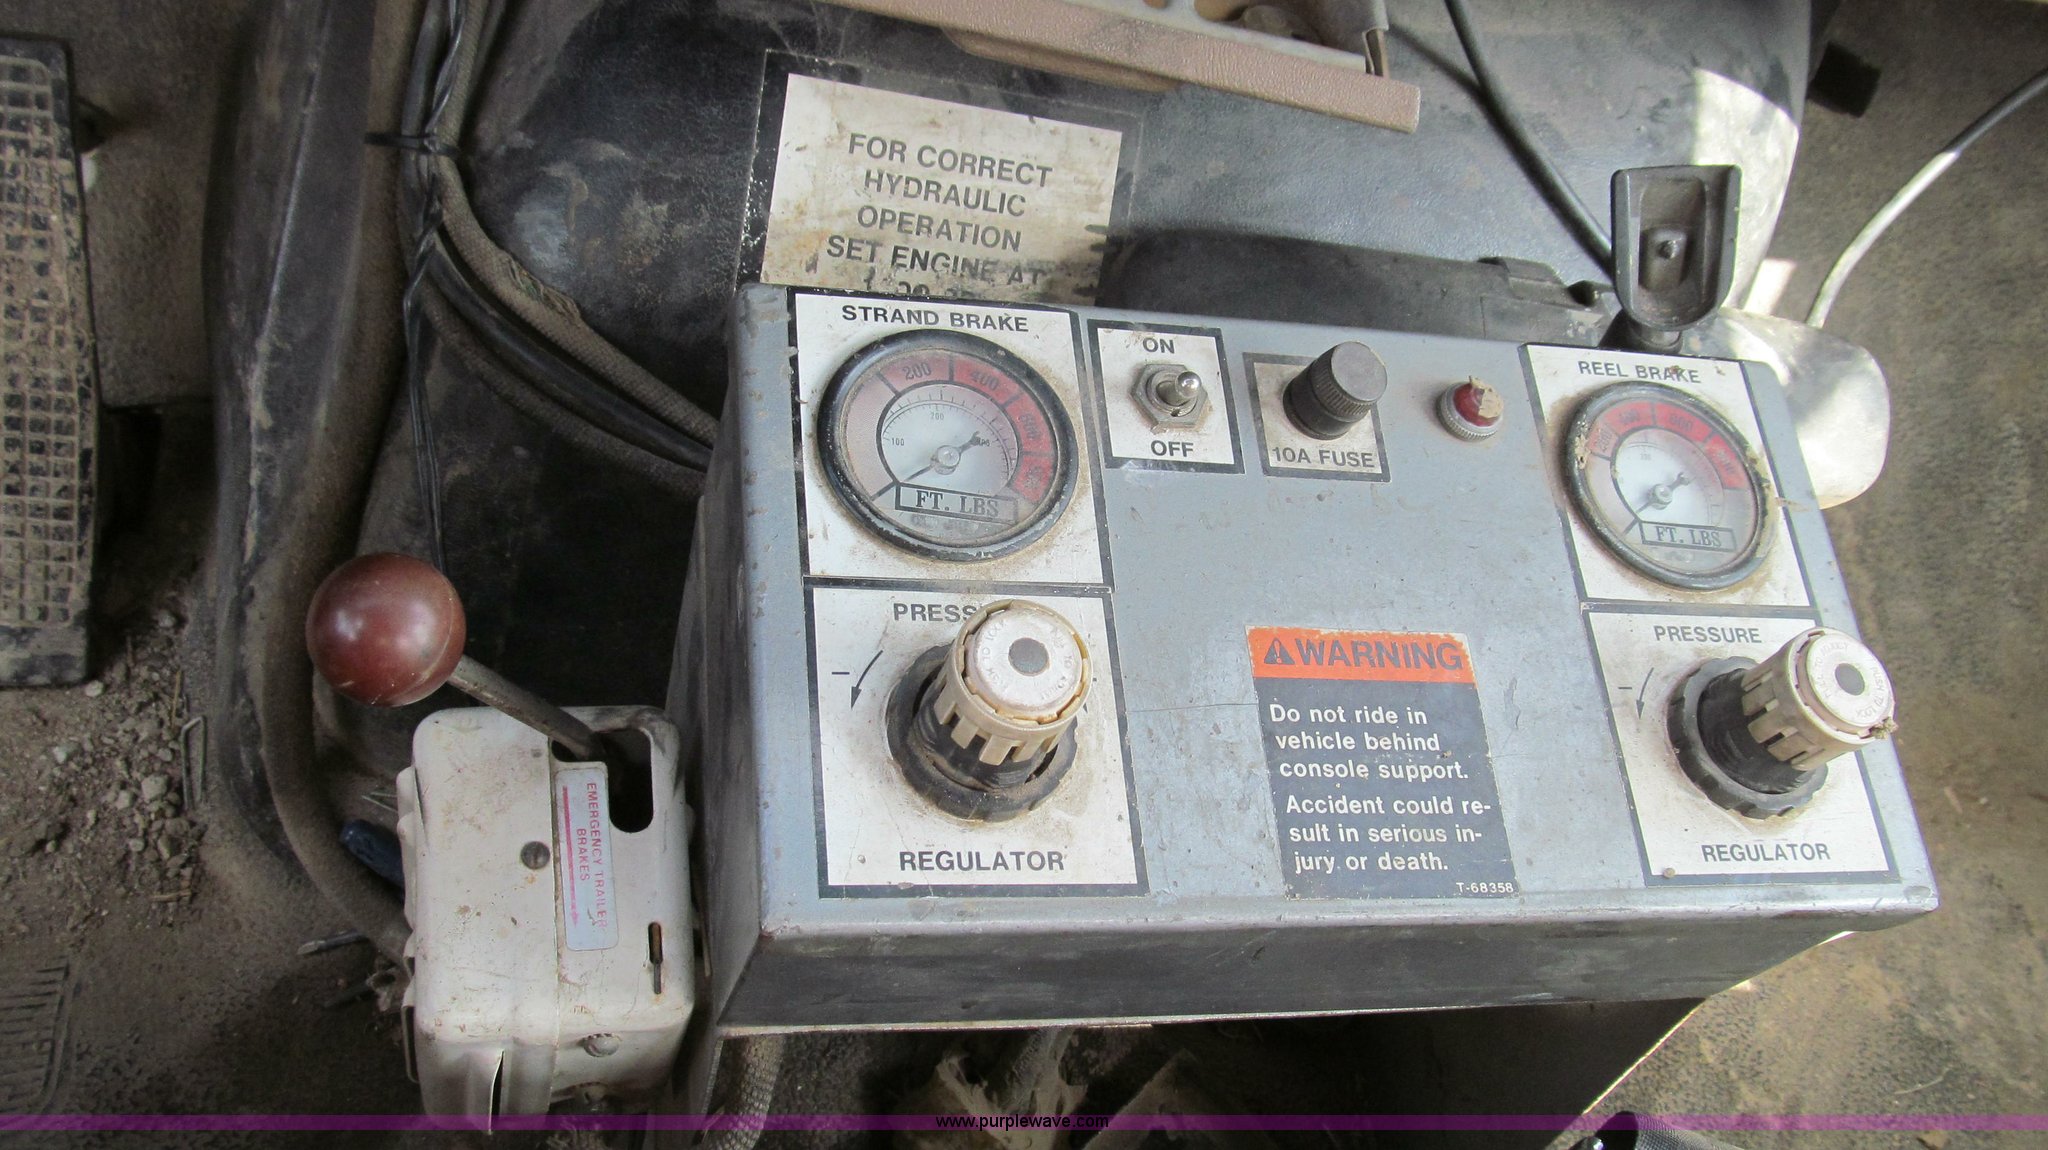 FOR CORRECT
HYDRAULIC
OPERATION
SET ENGINE AT
STRAND BRAKE
200 400 600
100 200
FT. LBS
ON
OFF
10A FUSE
REEL BRAKE
FT. LBS
PRESS
REGULATOR
WARNING
Do not ride in
vehicle behind
console support.
Accident could re-
sult in serious in-
jury or death.
T-68358
PRESSURE
REGULATOR
EMERGENCY TRAILER
BRAKES
www.purplewave.com